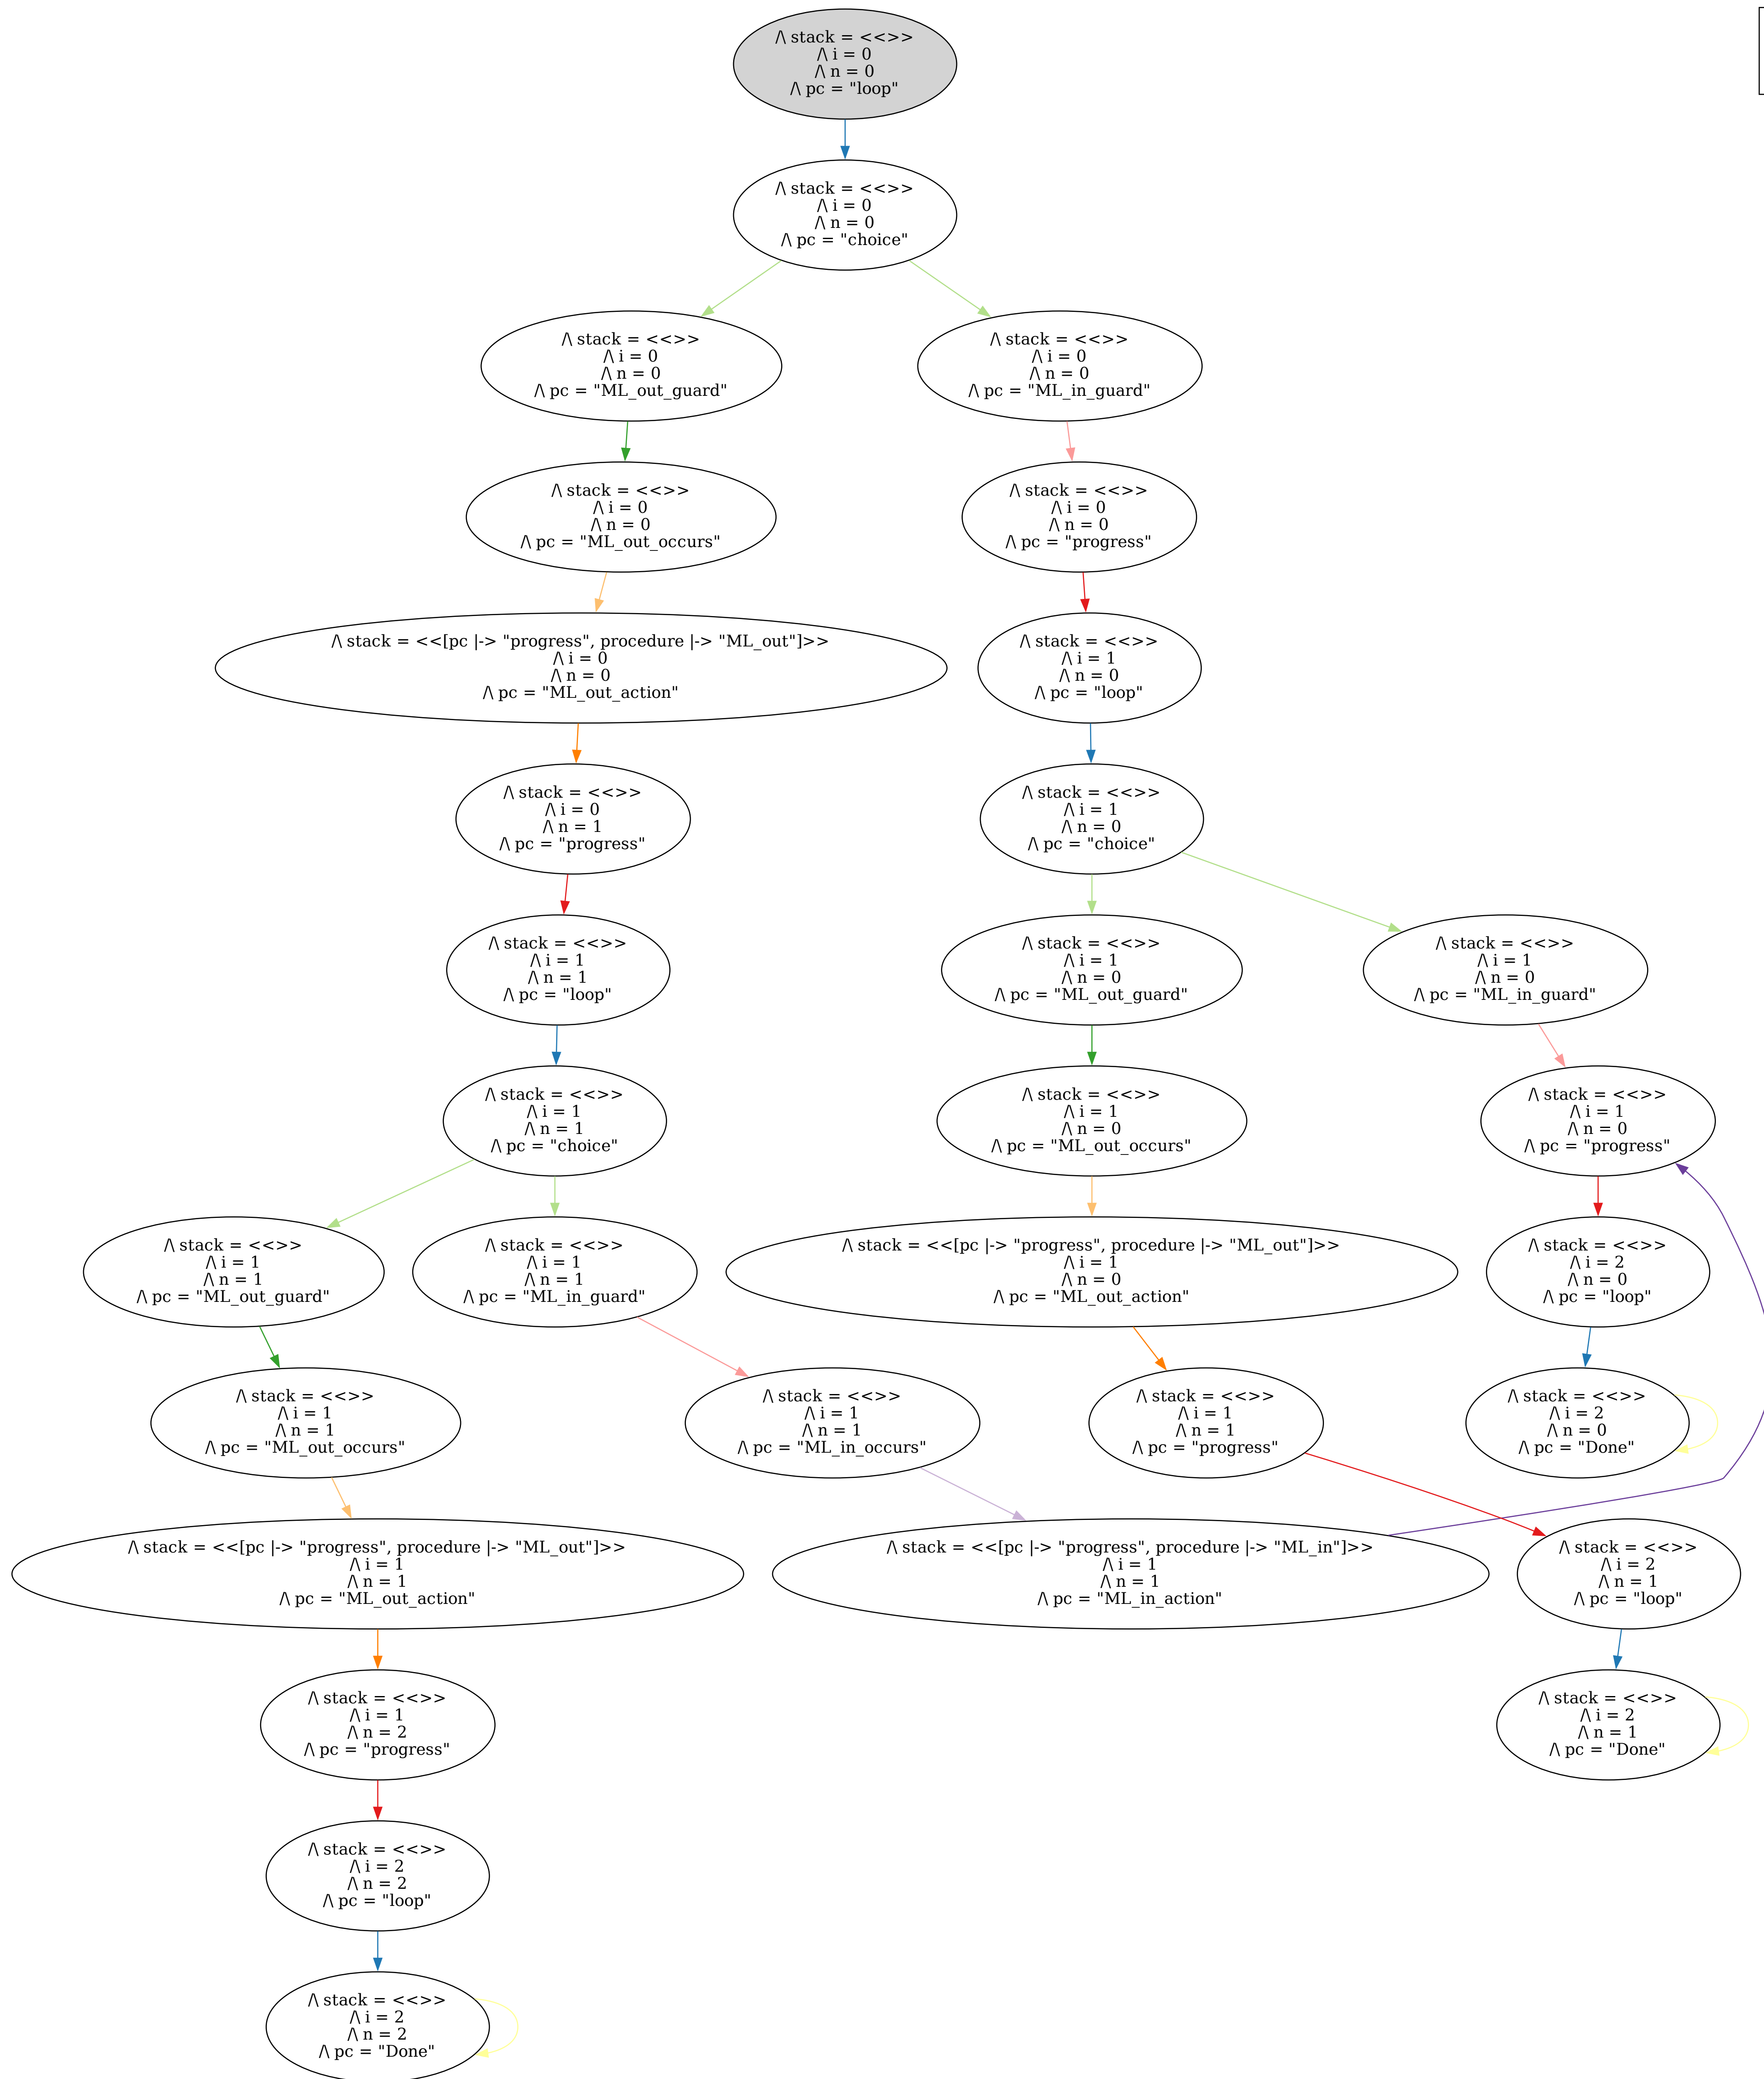 /\ stack = <<>>
/\ i = 0
/\ n = 0
/\ pc = "loop"
/\ stack = <<>>
/\ i = 0
/\ n = 0
/\ pc = "choice"
/\ stack = <<>>
/\ i = 0
/\ n = 0
/\ pc = "ML_out_guard"
/\ stack = <<>>
/\ i = 0
/\ n = 0
/\ pc = "ML_in_guard"
/\ stack = <<>>
/\ i = 0
/\ n = 0
/\ pc = "ML_out_occurs"
/\ stack = <<>>
/\ i = 0
/\ n = 0
/\ pc = "progress"
/\ stack = <<[pc |-> "progress", procedure |-> "ML_out"]>>
/\ i = 0
/\ n = 0
/\ pc = "ML_out_action"
/\ stack = <<>>
/\ i = 1
/\ n = 0
/\ pc = "loop"
/\ stack = <<>>
/\ i = 0
/\ n = 1
/\ pc = "progress"
/\ stack = <<>>
/\ i = 1
/\ n = 0
/\ pc = "choice"
/\ stack = <<>>
/\ i = 1
/\ n = 1
/\ pc = "loop"
/\ stack = <<>>
/\ i = 1
/\ n = 0
/\ pc = "ML_out_guard"
/\ stack = <<>>
/\ i = 1
/\ n = 0
/\ pc = "ML_in_guard"
/\ stack = <<>>
/\ i = 1
/\ n = 1
/\ pc = "choice"
/\ stack = <<>>
/\ i = 1
/\ n = 0
/\ pc = "ML_out_occurs"
/\ stack = <<>>
/\ i = 1
/\ n = 0
/\ pc = "progress"
/\ stack = <<>>
/\ i = 1
/\ n = 1
/\ pc = "ML_out_guard"
/\ stack = <<>>
/\ i = 1
/\ n = 1
/\ pc = "ML_in_guard"
/\ stack = <<[pc |-> "progress", procedure |-> "ML_out"]>>
/\ i = 1
/\ n = 0
/\ pc = "ML_out_action"
/\ stack = <<>>
/\ i = 2
/\ n = 0
/\ pc = "loop"
/\ stack = <<>>
/\ i = 1
/\ n = 1
/\ pc = "ML_out_occurs"
/\ stack = <<>>
/\ i = 1
/\ n = 1
/\ pc = "ML_in_occurs"
/\ stack = <<>>
/\ i = 1
/\ n = 1
/\ pc = "progress"
/\ stack = <<>>
/\ i = 2
/\ n = 0
/\ pc = "Done"
/\ stack = <<[pc |-> "progress", procedure |-> "ML_out"]>>
/\ i = 1
/\ n = 1
/\ pc = "ML_out_action"
/\ stack = <<[pc |-> "progress", procedure |-> "ML_in"]>>
/\ i = 1
/\ n = 1
/\ pc = "ML_in_action"
/\ stack = <<>>
/\ i = 2
/\ n = 1
/\ pc = "loop"
/\ stack = <<>>
/\ i = 1
/\ n = 2
/\ pc = "progress"
/\ stack = <<>>
/\ i = 2
/\ n = 1
/\ pc = "Done"
/\ stack = <<>>
/\ i = 2
/\ n = 2
/\ pc = "loop"
/\ stack = <<>>
/\ i = 2
/\ n = 2
/\ pc = "Done"